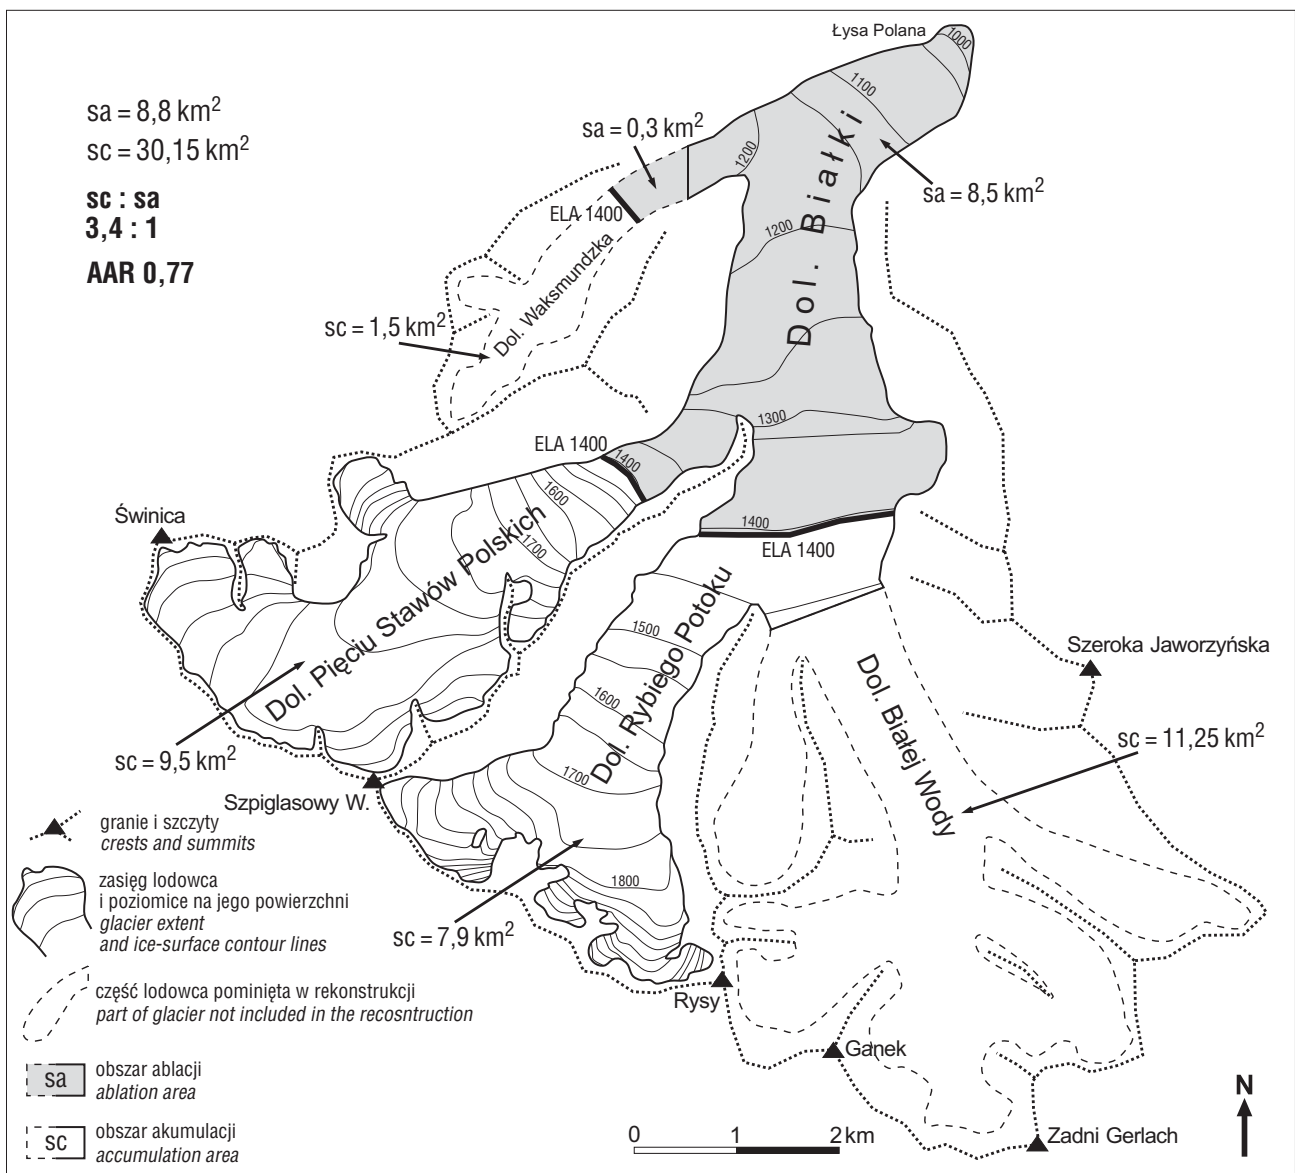 Łysa Polana
1000
1100
sa = 8,8 km²
sc = 30,15 km²
sc : sa
3,4 : 1
AAR 0,77
sa = 0,3 km²
1200
sa = 8,5 km²
ELA 1400
Dol. Białki
1200
Dol. Waksmundzka
sc = 1,5 km²
1300
ELA 1400
1400
1600
1700
Świnica
1400
ELA 1400
Dol. Pięciu Stawów Polskich
1500
Dol. Rybiego Potoku
1600
1700
1800
Dol. Białej Wody
Szeroka Jaworzyńska
sc = 11,25 km²
sc = 9,5 km²
Szpiglasowy W.
sc = 7,9 km²
Rysy
Ganek
Zadni Gerlach
granie i szczyty
crests and summits
zasięg lodowca
i poziomice na jego powierzchni
glacier extent
and ice-surface contour lines
część lodowca pominięta w rekonstrukcji
part of glacier not included in the recosntruction
sa
obszar ablacji
ablation area
sc
obszar akumulacji
accumulation area
0 1 2 km
N